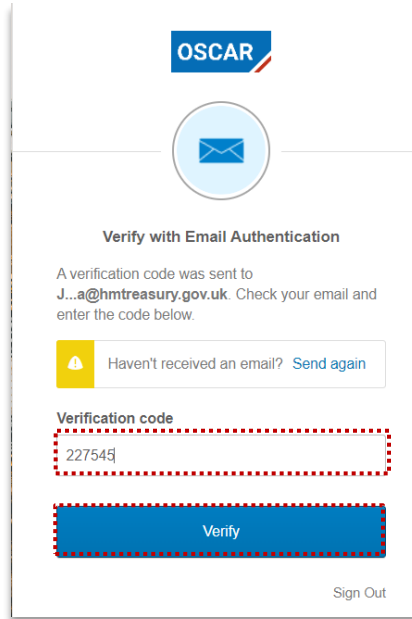 OSCAR
Verify with Email Authentication
A verification code was sent to
J...a@hmtreasury.gov.uk. Check your email and
enter the code below.
Haven't received an email? Send again
Verification code
227545
Verify
Sign Out